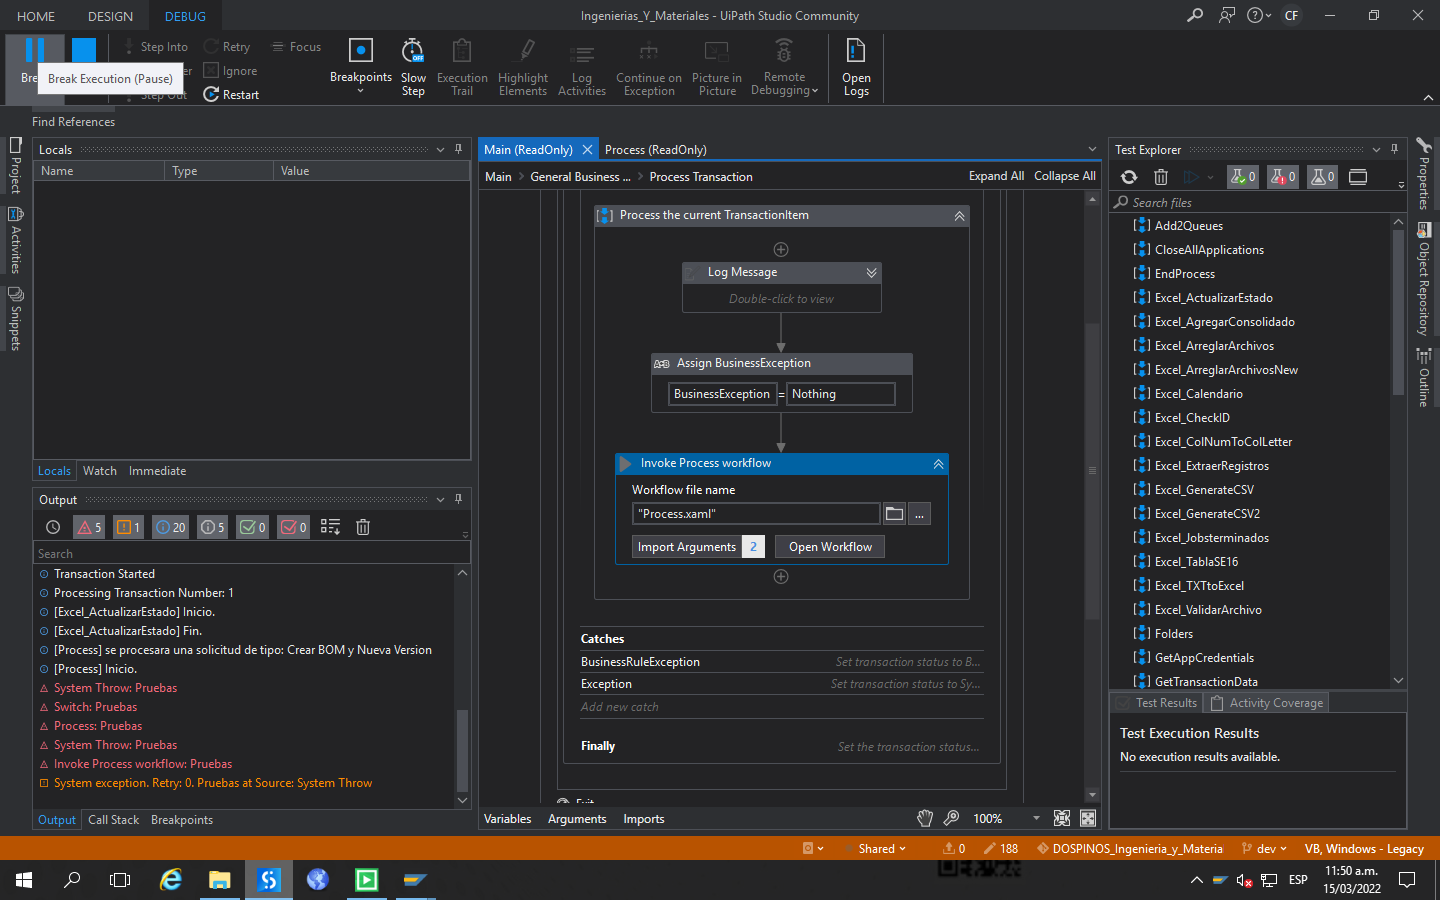 HOME DESIGN DEBUG
Ingenierias_Y_Materiales - UiPath Studio Community
CF
Step Into Retry Focus
Ignore
Step Out Restart
Break Execution (Pause)
Breakpoints
Slow Step
Execution Trail
Highlight Elements
Log Activities
Continue on Exception
Picture in Picture
Remote Debugging
Open Logs
Find References
Project
Activities
Snippets
Locals
Name Type Value
Locals Watch Immediate
Output
5 1 20 5 0 0
Search
Transaction Started
Processing Transaction Number: 1
[Excel_ActualizarEstado] Inicio.
[Excel_ActualizarEstado] Fin.
[Process] se procesara una solicitud de tipo: Crear BOM y Nueva Version
[Process] Inicio.
System Throw: Pruebas
Switch: Pruebas
Process: Pruebas
System Throw: Pruebas
Invoke Process workflow: Pruebas
System exception. Retry: 0. Pruebas at Source: System Throw
Output Call Stack Breakpoints
Main (ReadOnly) Process (ReadOnly)
Main > General Business ... > Process Transaction
Expand All Collapse All
Process the current TransactionItem
Log Message
Double-click to view
Assign BusinessException
BusinessException = Nothing
Invoke Process workflow
Workflow file name
"Process.xaml"
...
Import Arguments 2 Open Workflow
Catches
BusinessRuleException Set transaction status to B...
Exception Set transaction status to Sy...
Add new catch
Finally Set the transaction status...
Exit
Variables Arguments Imports
100%
Test Explorer
0 0 0
Search files
Add2Queues
CloseAllApplications
EndProcess
Excel_ActualizarEstado
Excel_AgregarConsolidado
Excel_ArreglarArchivos
Excel_ArreglarArchivosNew
Excel_Calendario
Excel_CheckID
Excel_ColNumToColLetter
Excel_ExtraerRegistros
Excel_GenerateCSV
Excel_GenerateCSV2
Excel_Jobsterminados
Excel_TablaSE16
Excel_TXTtoExcel
Excel_ValidarArchivo
Folders
GetAppCredentials
GetTransactionData
Test Results Activity Coverage
Test Execution Results
No execution results available.
Properties
Object Repository
Outline
Shared 0 188 DOSPINOS_Ingenieria_y_Materia dev VB, Windows - Legacy
ESP
11:50 a.m.
15/03/2022